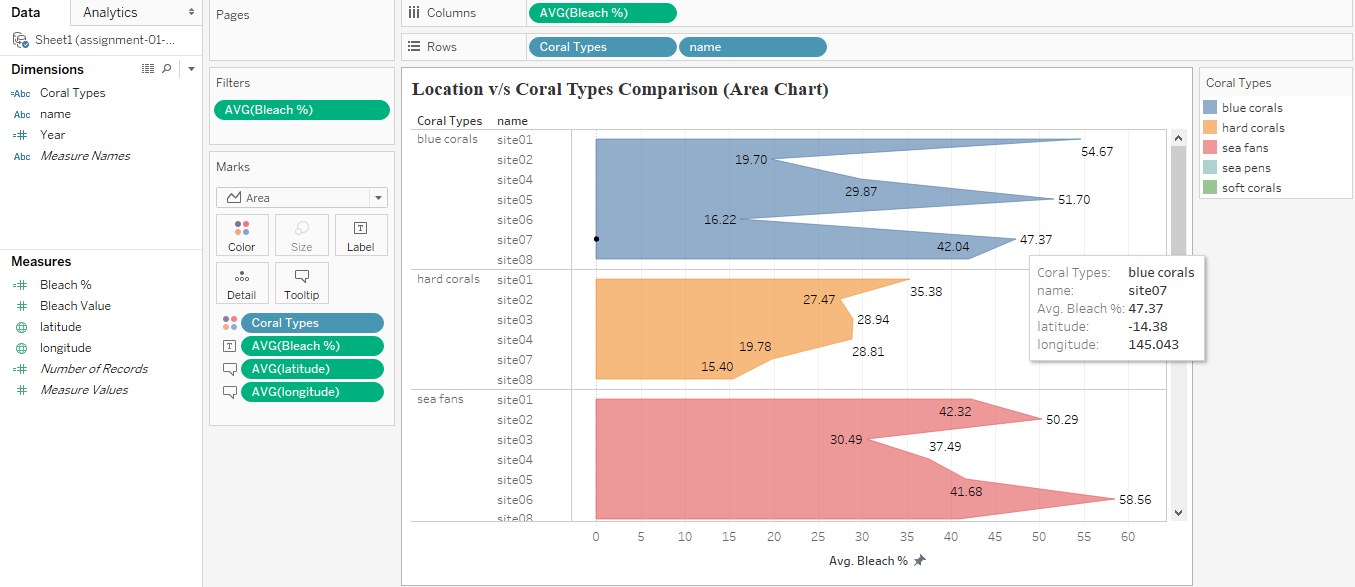 Data
Analytics
Sheet1 (assignment-01-...
Dimensions
Abc Coral Types
Abc name
Year
Abc Measure Names
Measures
Bleach %
Bleach Value
latitude
longitude
Number of Records
Measure Values
Pages
Filters
AVG(Bleach %)
Marks
Area
Color Size Label
Detail Tooltip
Coral Types
AVG(Bleach %)
AVG(latitude)
AVG(longitude)
Columns AVG(Bleach %)
Rows Coral Types name
Location v/s Coral Types Comparison (Area Chart)
Coral Types name
blue corals site01 54.67
site02 19.70
site04 29.87
site05 51.70
site06 16.22
site07 47.37
site08 42.04
hard corals site01 35.38
site02 27.47
site03 28.94
site04 28.81
site07 19.78
site08 15.40
sea fans site01 42.32
site02 50.29
site03 30.49
site04 37.49
site05 41.68
site06 58.56
site08
0 5 10 15 20 25 30 35 40 45 50 55 60
Avg. Bleach %
Coral Types: blue corals
name: site07
Avg. Bleach %: 47.37
latitude: -14.38
longitude: 145.043
Coral Types
blue corals
hard corals
sea fans
sea pens
soft corals